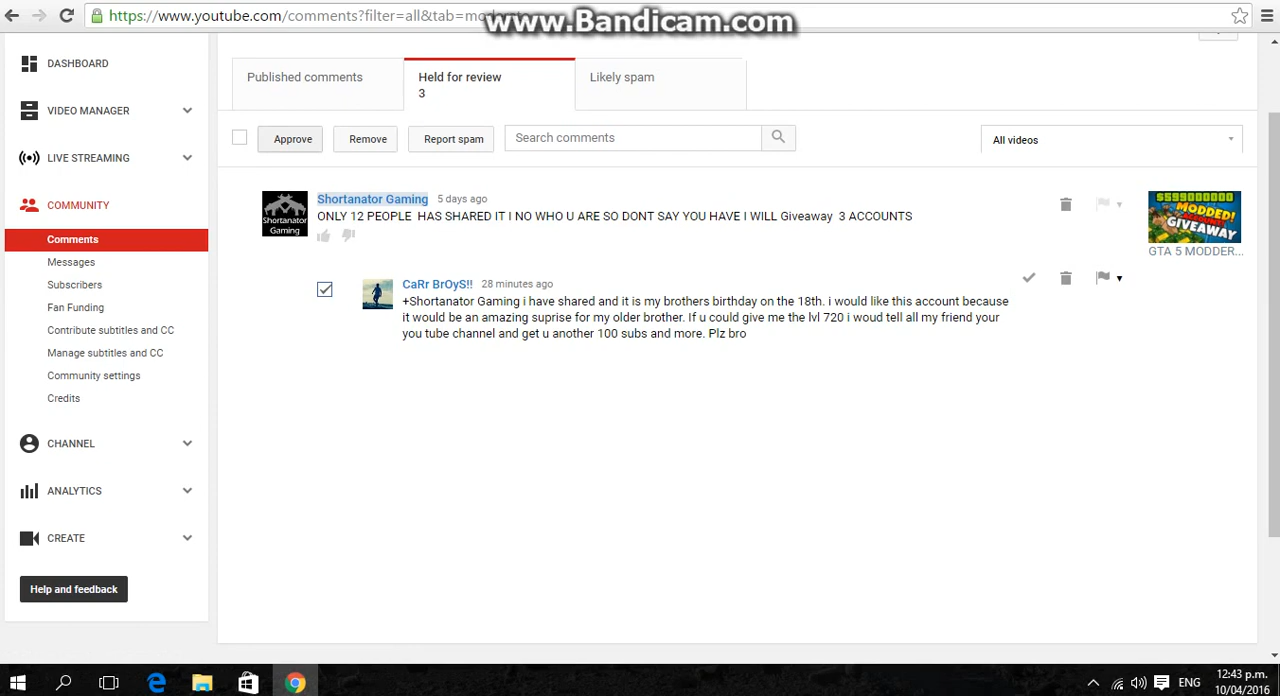 https://www.youtube.com/comments?filter=all&tab=mod
www.Bandicam.com
DASHBOARD
VIDEO MANAGER
LIVE STREAMING
COMMUNITY
Comments
Messages
Subscribers
Fan Funding
Contribute subtitles and CC
Manage subtitles and CC
Community settings
Credits
CHANNEL
ANALYTICS
CREATE
Help and feedback
Published comments
Held for review
3
Likely spam
Approve
Remove
Report spam
Search comments
All videos
Shortanator Gaming 5 days ago
ONLY 12 PEOPLE HAS SHARED IT I NO WHO U ARE SO DONT SAY YOU HAVE I WILL Giveaway 3 ACCOUNTS
Shortanator
Gaming
$599000000
MODDED!
ACCOUNTS
GIVEAWAY
GTA 5 MODDER...
CaRr BrOyS!! 28 minutes ago
+Shortanator Gaming i have shared and it is my brothers birthday on the 18th. i would like this account because
it would be an amazing suprise for my older brother. If u could give me the lvl 720 i woud tell all my friend your
you tube channel and get u another 100 subs and more. Plz bro
ENG
12:43 p.m.
10/04/2016